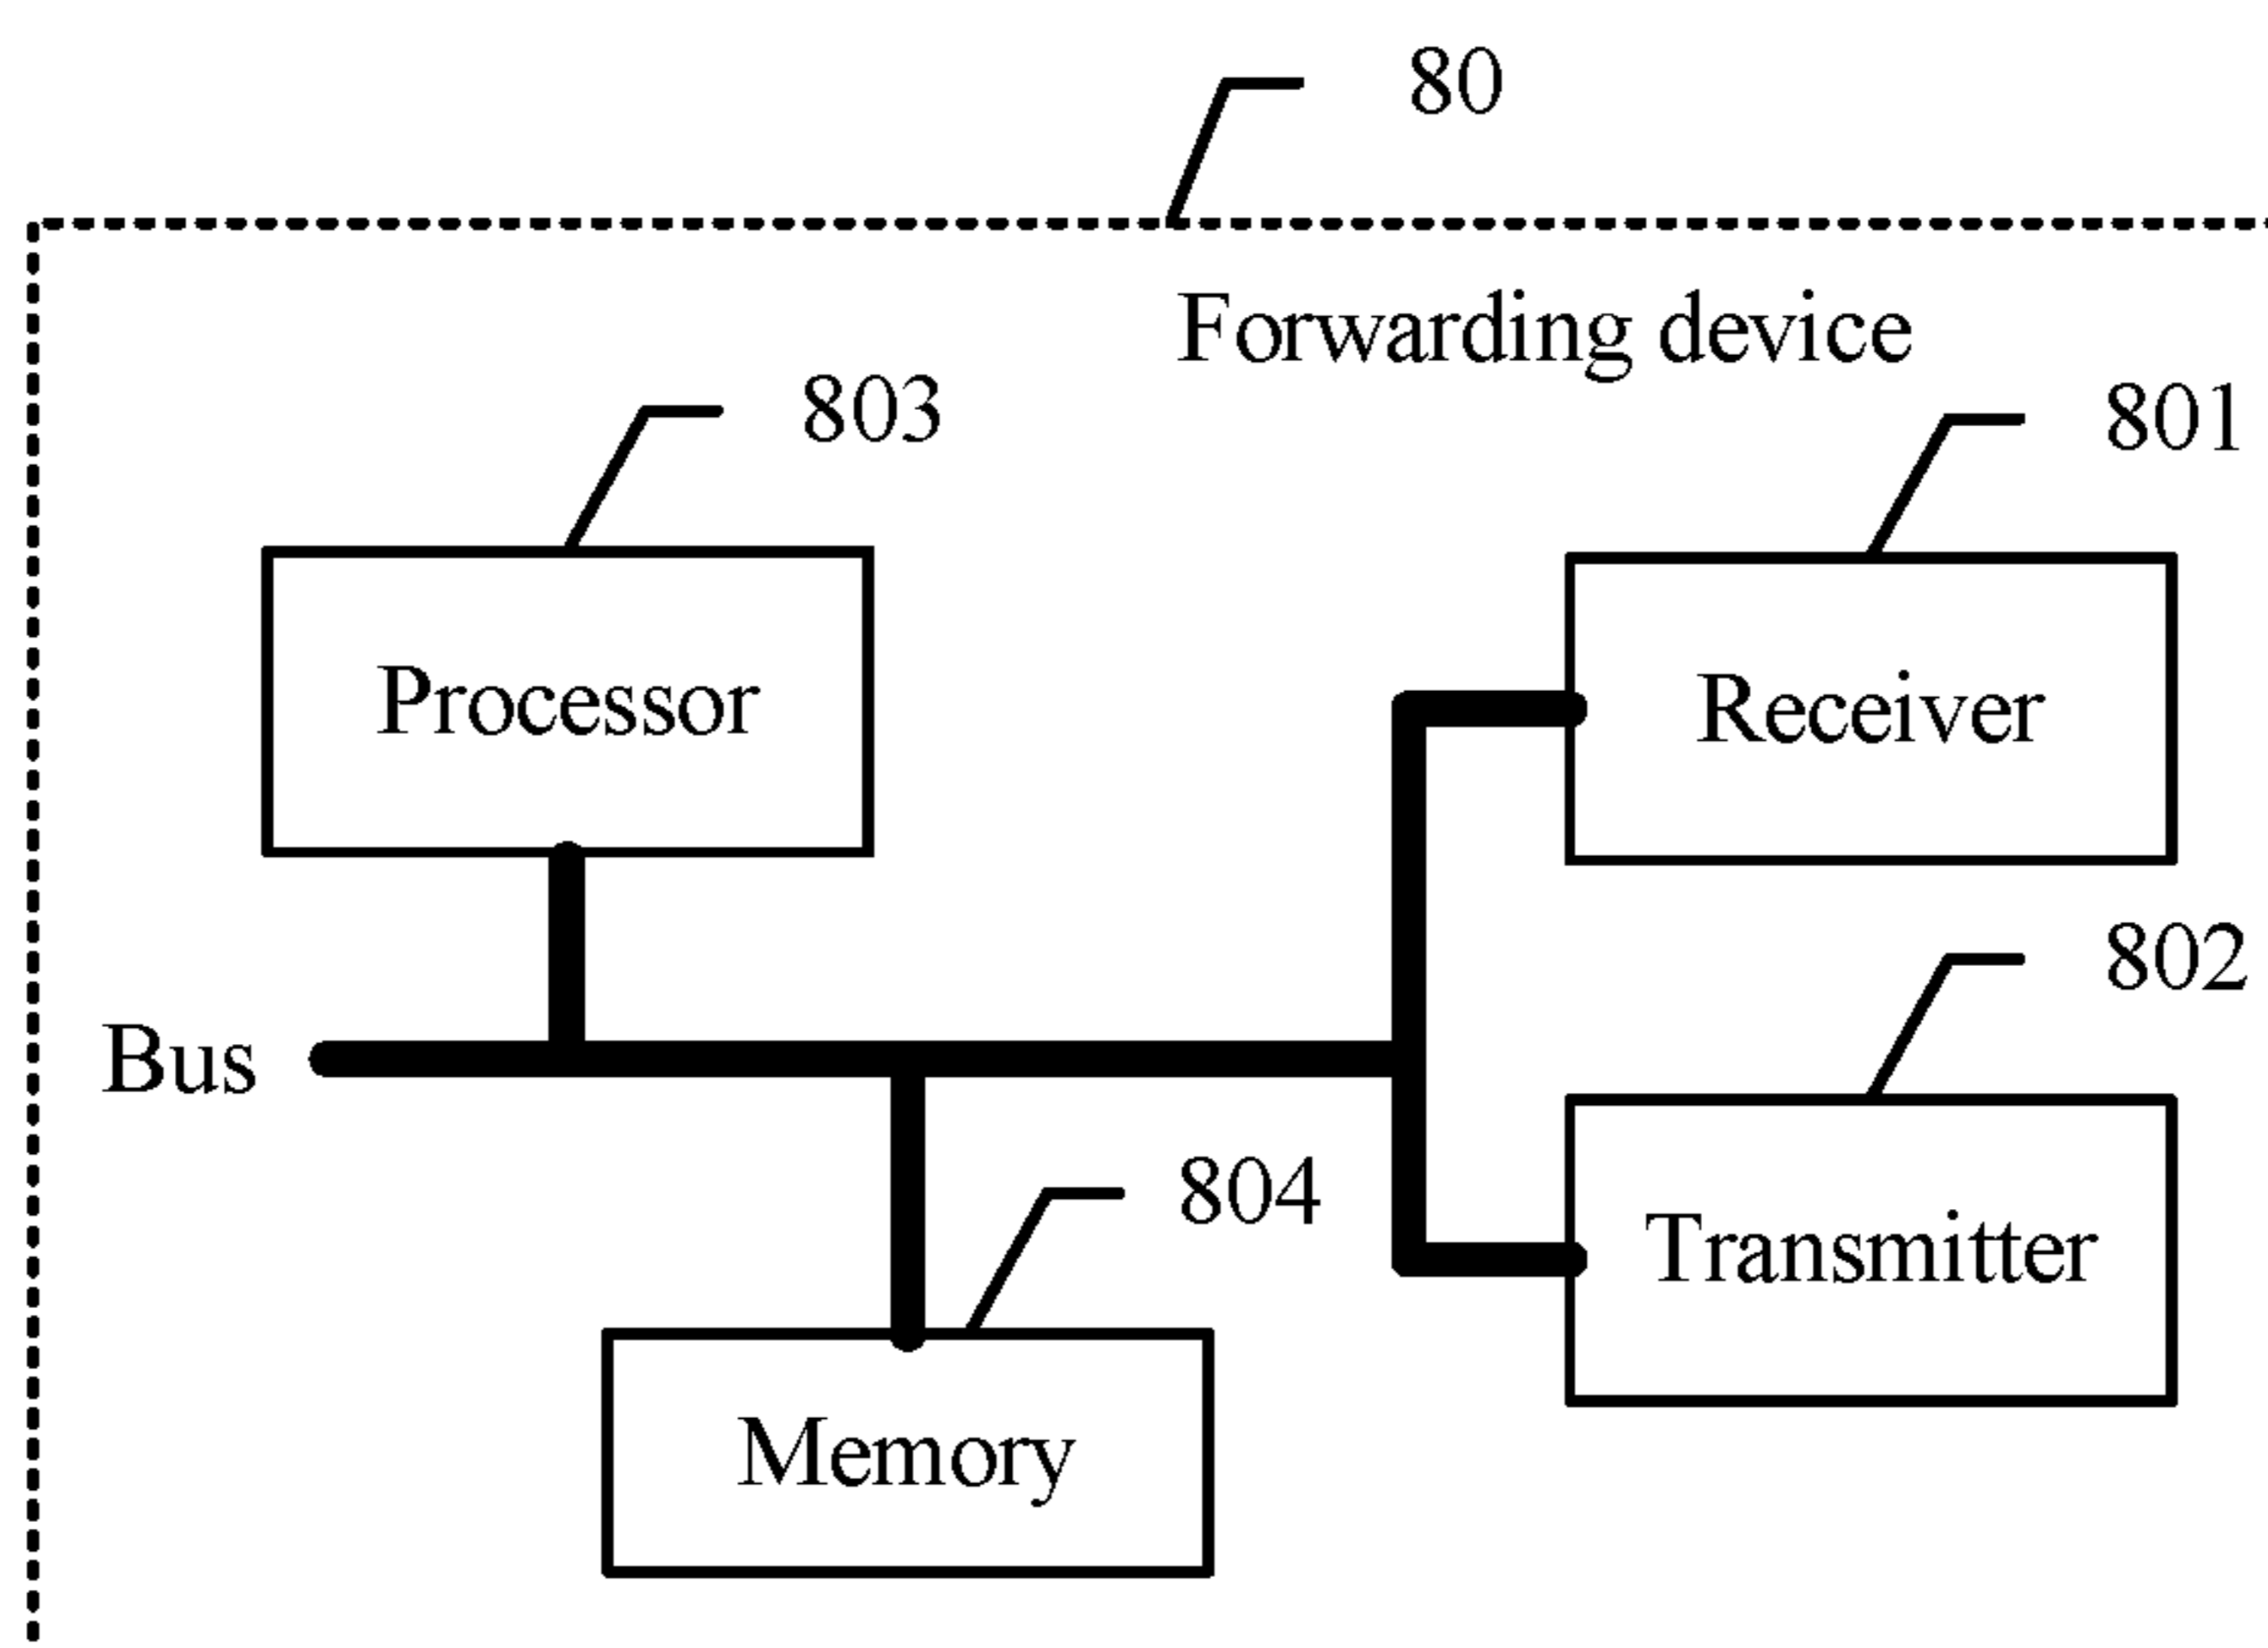 80
Forwarding device
803
801
Processor
Receiver
802
Bus
804
Transmitter
Memory